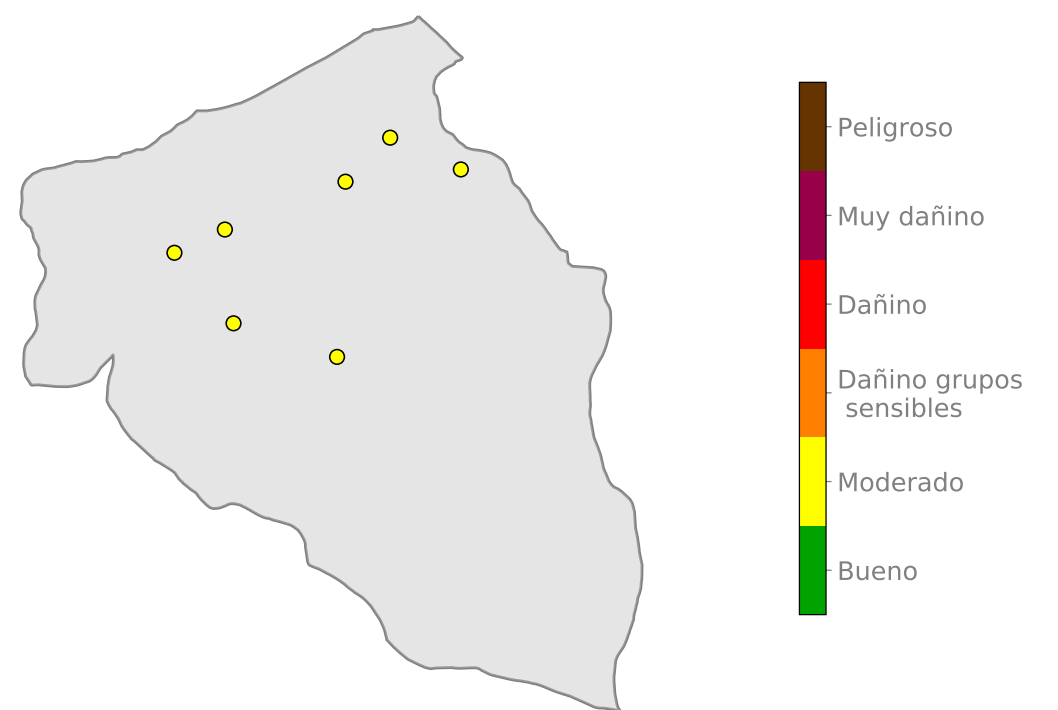 Peligroso
Muy dañino
Dañino
Dañino grupos
sensibles
Moderado
Bueno